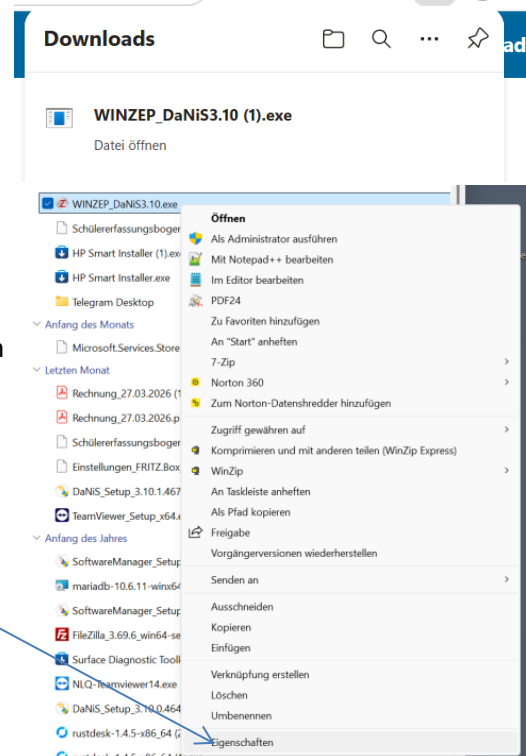 Downloads
WINZEP_DaNiS3.10 (1).exe
Datei öffnen
WINZEP_DaNiS3.10.exe
Schülererfassungsboger
HP Smart Installer (1).ex
HP Smart Installer.exe
Telegram Desktop
Anfang des Monats
Microsoft.Services.Store
Letzten Monat
Rechnung_27.03.2026 (1
Rechnung_27.03.2026.p
Schülererfassungsboger
Einstellungen_FRITZ.Box
DaNiS_Setup_3.10.1.467
TeamViewer_Setup_x64.e
Anfang des Jahres
SoftwareManager_Setup
mariadb-10.6.11-winx64
SoftwareManager_Setup
FileZilla_3.69.6_win64-se
Surface Diagnostic Toolk
NLQ-Teamviewer14.exe
DaNiS_Setup_3.10.0.464
rustdesk-1.4.5-x86_64 (2
Öffnen
Als Administrator ausführen
Mit Notepad++ bearbeiten
Im Editor bearbeiten
PDF24
Zu Favoriten hinzufügen
An "Start" anheften
7-Zip
Norton 360
Zum Norton-Datenshredder hinzufügen
Zugriff gewähren auf
Komprimieren und mit anderen teilen (WinZip Express)
WinZip
An Taskleiste anheften
Als Pfad kopieren
Freigabe
Vorgängerversionen wiederherstellen
Senden an
Ausschneiden
Kopieren
Einfügen
Verknüpfung erstellen
Löschen
Umbenennen
Eigenschaften